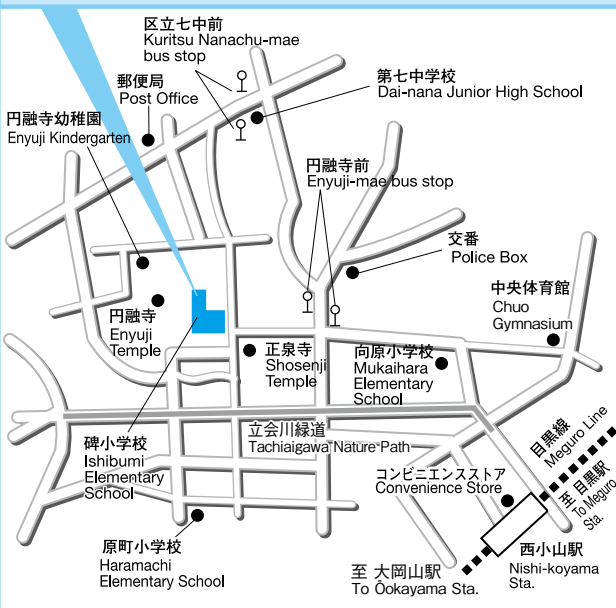 区立七中前
Kuritsu Nanachu-mae
bus stop
郵便局
Post Office
第七中学校
Dai-nana Junior High School
円融寺幼稚園
Enyuji Kindergarten
円融寺前
Enyuji-mae bus stop
交番
Police Box
中央体育館
Chuo
Gymnasium
円融寺
Enyuji
Temple
正泉寺
Shosenji
Temple
向原小学校
Mukaihara
Elementary
School
立会川緑道
Tachiaigawa Nature Path
碑小学校
Ishibumi
Elementary
School
目黒線
Meguro Line
至 目黒駅
To Meguro
Sta.
コンビニエンスストア
Convenience Store
原町小学校
Haramachi
Elementary School
西小山駅
Nishi-koyama
Sta.
至 大岡山駅
To Ōokayama Sta.